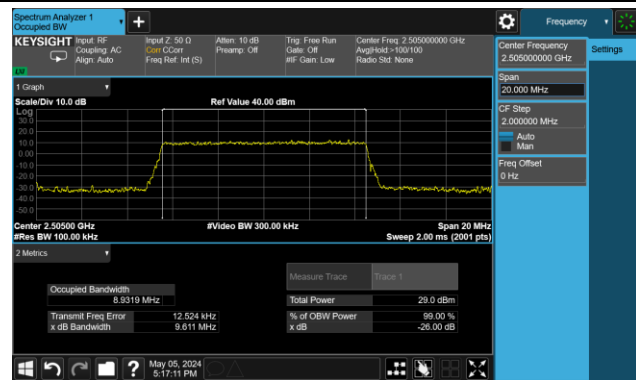 Spectrum Analyzer 1
Occupied BW
Frequency
KEYSIGHT
Input: RF
Coupling: AC
Align: Auto
Input Z: 50 Ω
Corr CCorr
Freq Ref: Int (S)
Atten: 10 dB
Preamp: Off
Trig: Free Run
Gate: Off
#IF Gain: Low
Center Freq: 2.505000000 GHz
Avg|Hold:>100/100
Radio Std: None
Center Frequency
2.505000000 GHz
Settings
Span
20.000 MHz
CF Step
2.000000 MHz
Auto
Man
Freq Offset
0 Hz
1 Graph
Scale/Div 10.0 dB
Ref Value 40.00 dBm
Log
30.0
20.0
10.0
0.00
-10.0
-20.0
-30.0
-40.0
-50.0
Center 2.50500 GHz
#Video BW 300.00 kHz
Span 20 MHz
#Res BW 100.00 kHz
Sweep 2.00 ms (2001 pts)
2 Metrics
Measure Trace
Trace 1
Occupied Bandwidth
8.9319 MHz
Total Power
29.0 dBm
Transmit Freq Error
12.524 kHz
% of OBW Power
99.00 %
x dB Bandwidth
9.611 MHz
x dB
-26.00 dB
May 05, 2024
5:17:11 PM